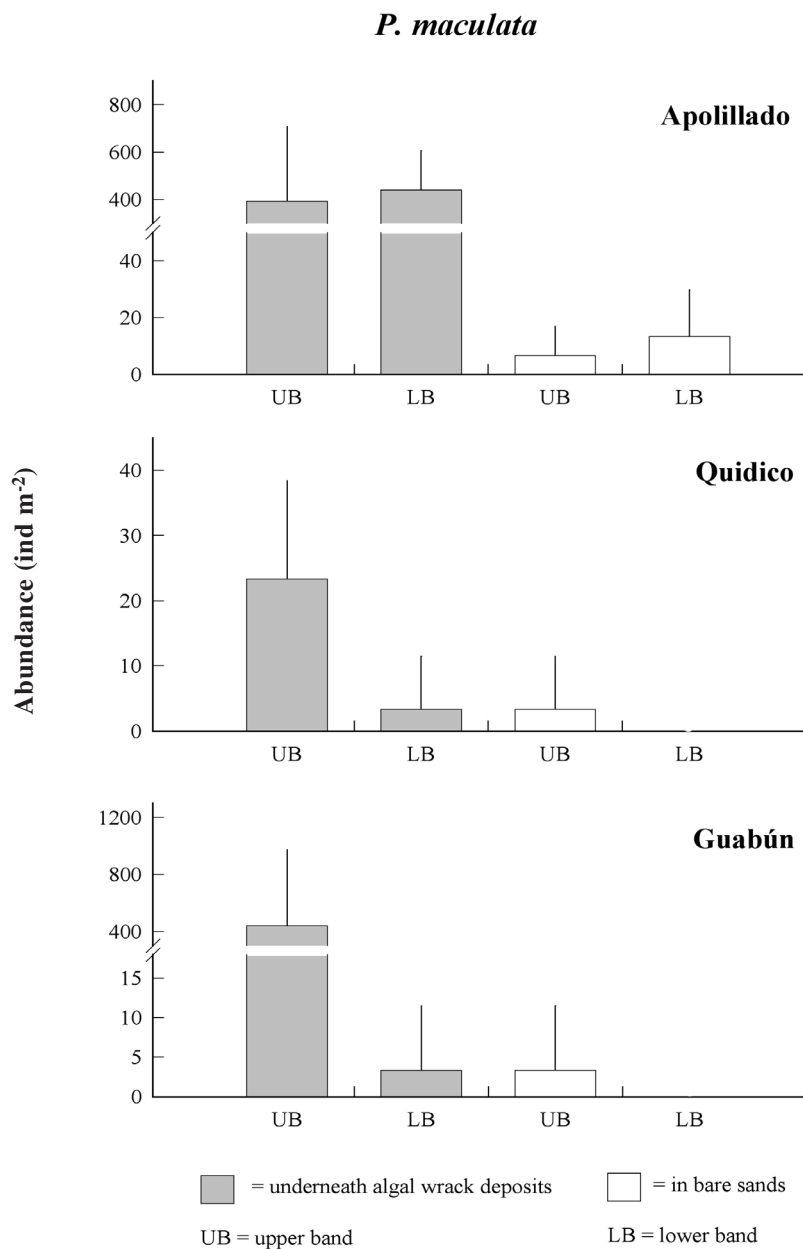 P. maculata
Apolillado
800
600
400
40
20
0
UB LB UB LB
Quidico
40
30
20
10
0
UB LB UB LB
Abundance (ind m-2)
Guabún
1200
800
400
15
10
5
0
UB LB UB LB
= underneath algal wrack deposits = in bare sands
UB = upper band LB = lower band